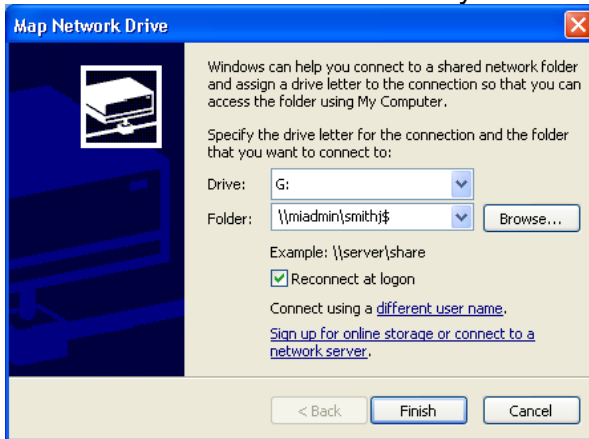 Map Network Drive
Windows can help you connect to a shared network folder
and assign a drive letter to the connection so that you can
access the folder using My Computer.
Specify the drive letter for the connection and the folder
that you want to connect to:
Drive: G:
Folder: \\miadmin\smithj$ Browse...
Example: \\server\share
Reconnect at logon
Connect using a different user name.
Sign up for online storage or connect to a
network server.
< Back Finish Cancel